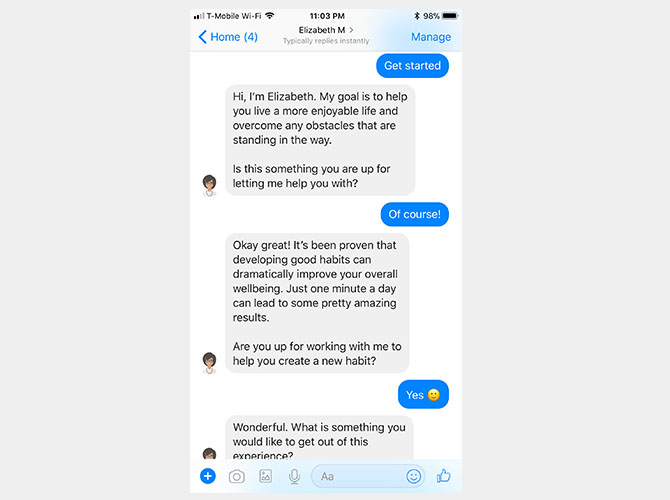 T-Mobile Wi-Fi 11:03 PM 98%
Home (4) Elizabeth M Manage
Typically replies instantly
Get started
Hi, I'm Elizabeth. My goal is to help
you live a more enjoyable life and
overcome any obstacles that are
standing in the way.
Is this something you are up for
letting me help you with?
Of course!
Okay great! It's been proven that
developing good habits can
dramatically improve your overall
wellbeing. Just one minute a day
can lead to some pretty amazing
results.
Are you up for working with me to
help you create a new habit?
Yes 🙂
Wonderful. What is something you
would like to get out of this
experience?
Aa